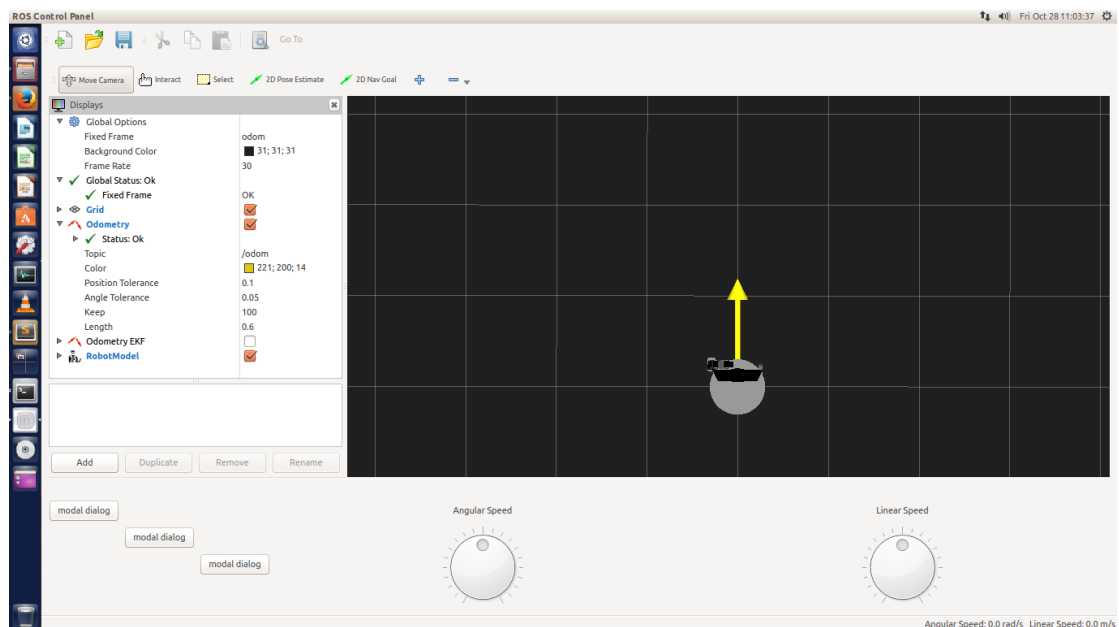 ROS Control Panel
Fri Oct 28 11:03:37
Go To
Move Camera Interact Select 2D Pose Estimate 2D Nav Goal
Displays
Global Options
Fixed Frame odom
Background Color 31; 31; 31
Frame Rate 30
Global Status: Ok
Fixed Frame OK
Grid
Odometry
Status: Ok
Topic /odom
Color 221; 200; 14
Position Tolerance 0.1
Angle Tolerance 0.05
Keep 100
Length 0.6
Odometry EKF
RobotModel
Add Duplicate Remove Rename
modal dialog
modal dialog
modal dialog
Angular Speed
Linear Speed
Angular Speed: 0.0 rad/s Linear Speed: 0.0 m/s